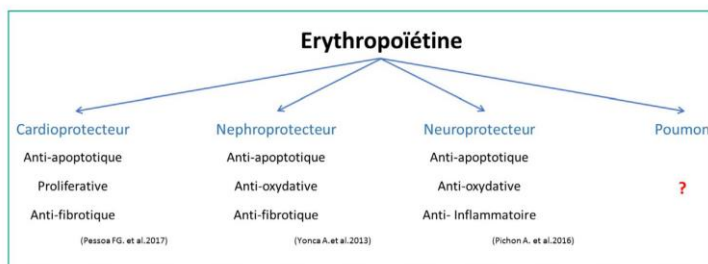 Erythropoïétine
Cardioprotecteur Nephroprotecteur Neuroprotecteur Poumon
Anti-apoptotique Anti-apoptotique Anti-apoptotique
Proliferative Anti-oxydative Anti-oxydative ?
Anti-fibrotique Anti-fibrotique Anti- Inflammatoire
(Pessoa FG. et al.2017) (Yonca A.et al.2013) (Pichon A. et al.2016)